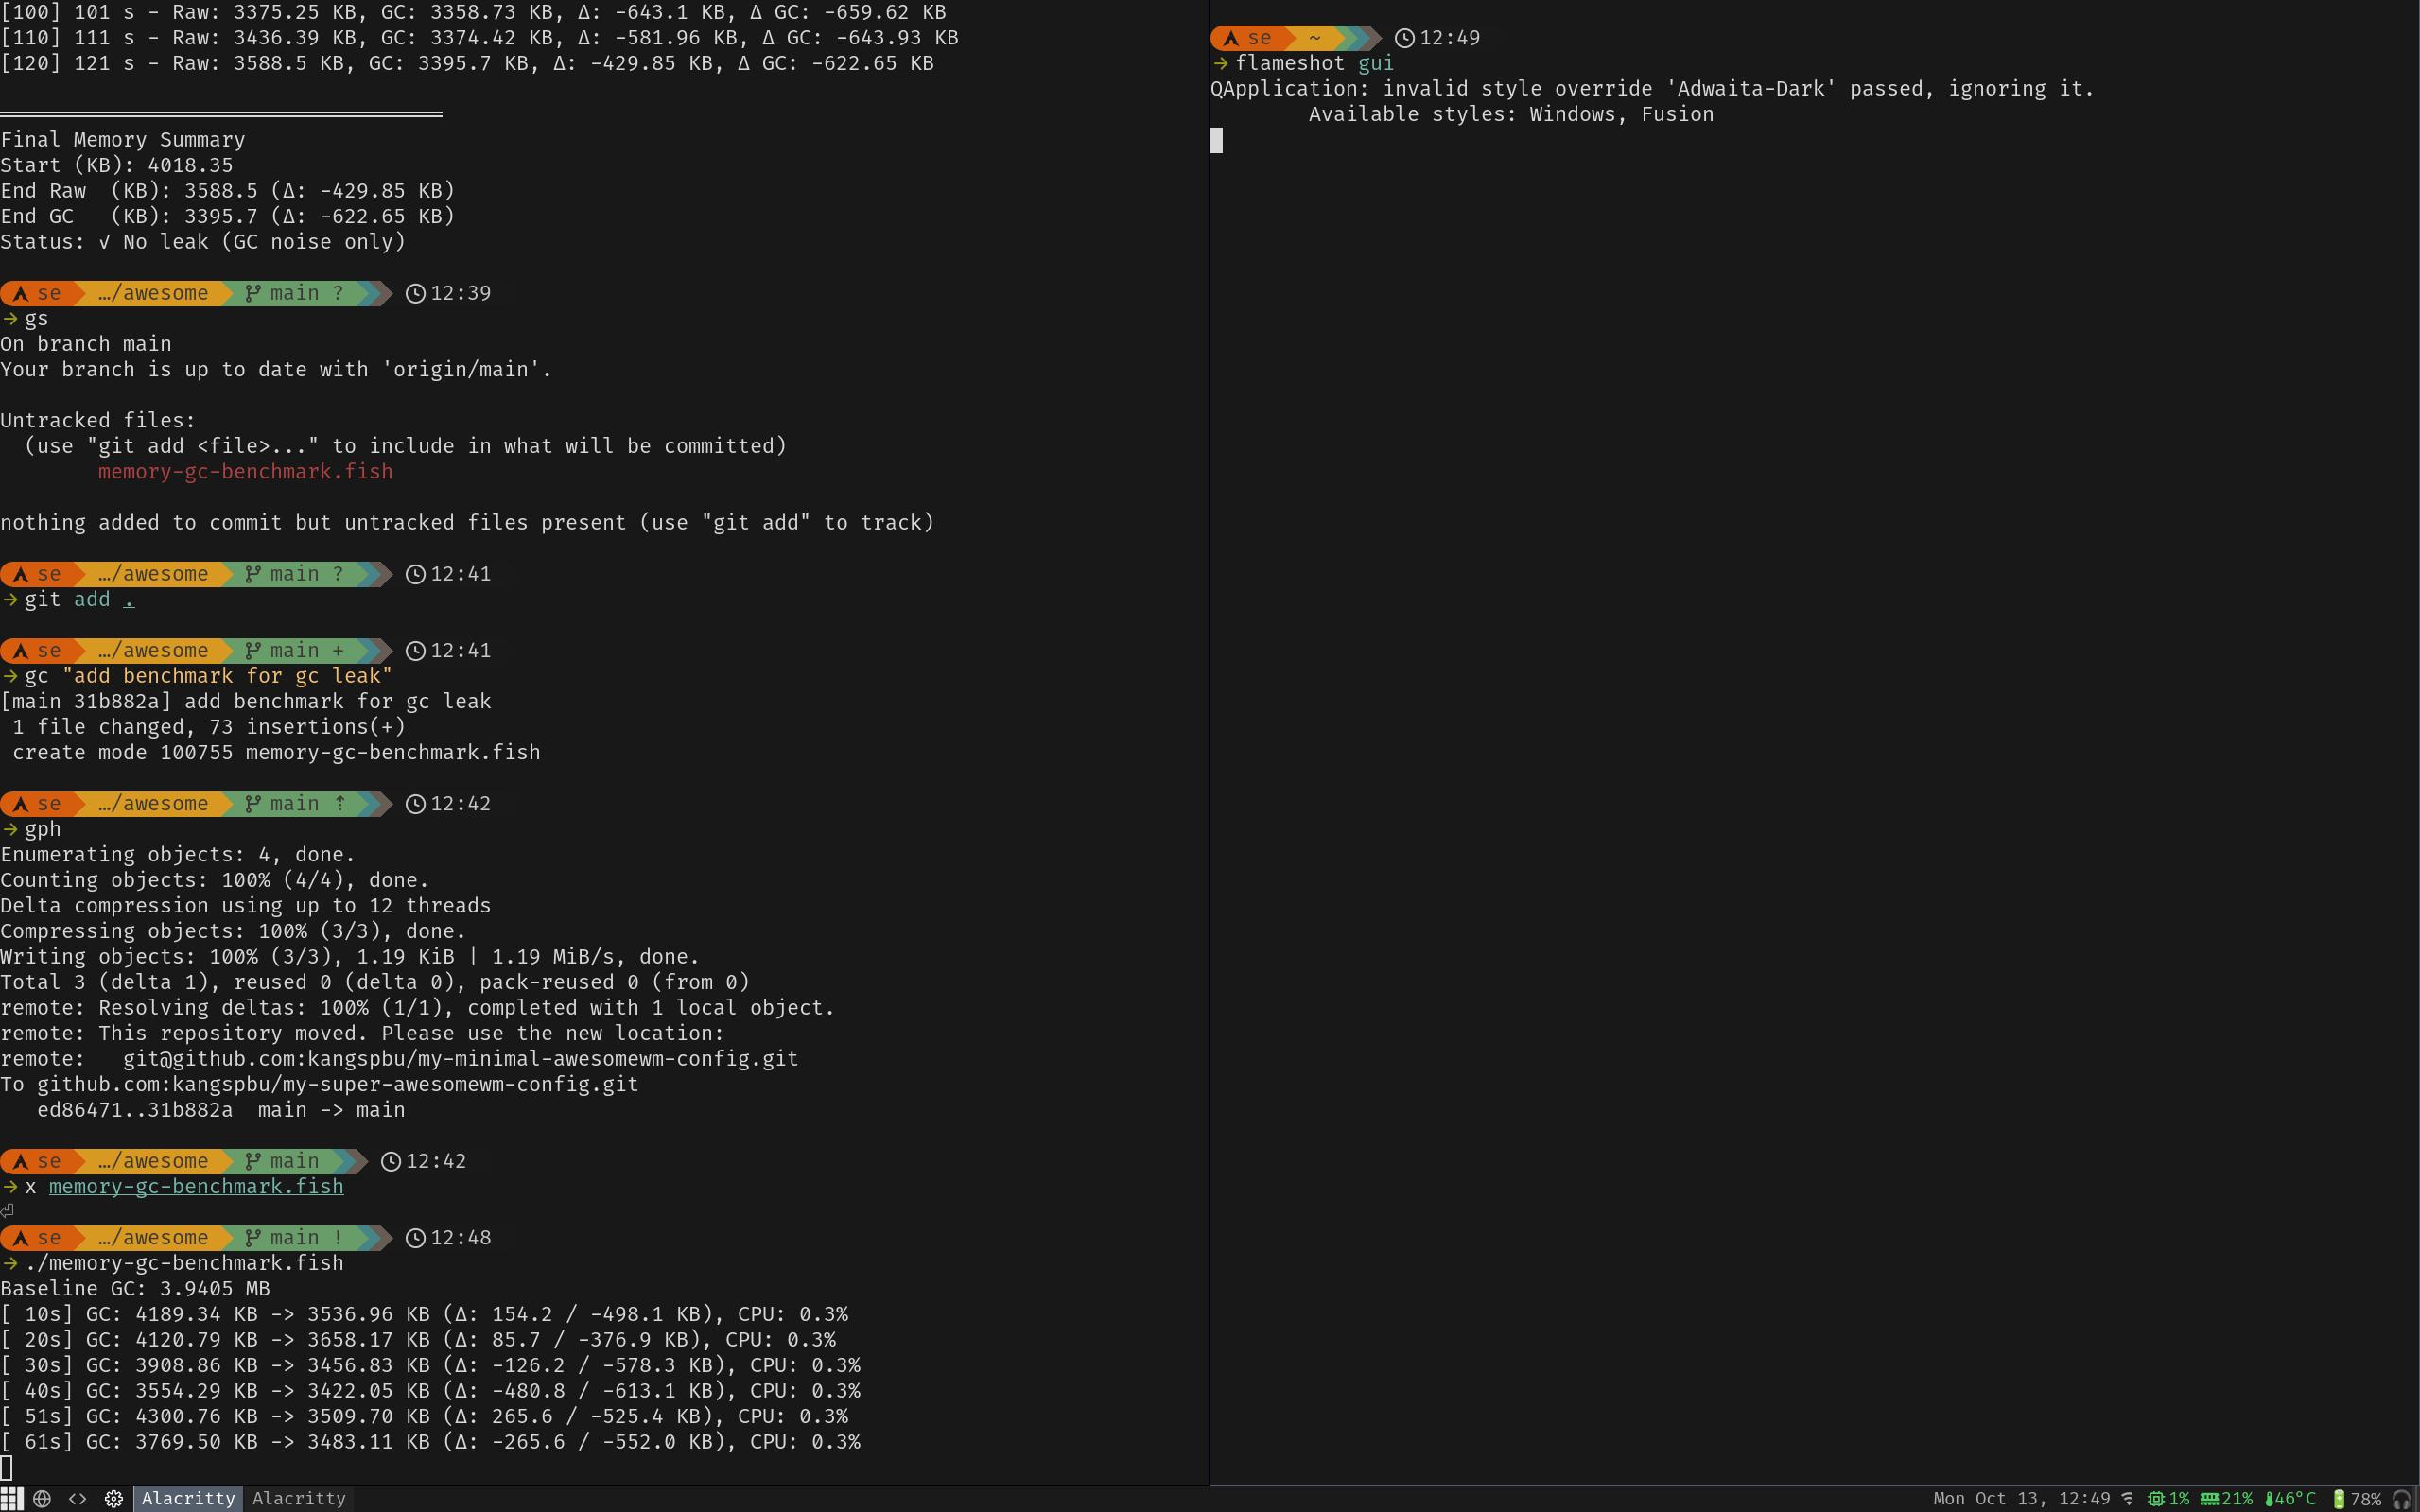 [100] 101 s - Raw: 3375.25 KB, GC: 3358.73 KB, Δ: -643.1 KB, Δ GC: -659.62 KB
[110] 111 s - Raw: 3436.39 KB, GC: 3374.42 KB, Δ: -581.96 KB, Δ GC: -643.93 KB
[120] 121 s - Raw: 3588.5 KB, GC: 3395.7 KB, Δ: -429.85 KB, Δ GC: -622.65 KB
Final Memory Summary
Start (KB): 4018.35
End Raw  (KB): 3588.5 (Δ: -429.85 KB)
End GC   (KB): 3395.7 (Δ: -622.65 KB)
Status: √ No leak (GC noise only)
se …/awesome main ? 12:39
→ gs
On branch main
Your branch is up to date with 'origin/main'.
Untracked files:
  (use "git add <file>..." to include in what will be committed)
        memory-gc-benchmark.fish
nothing added to commit but untracked files present (use "git add" to track)
se …/awesome main ? 12:41
→ git add .
se …/awesome main + 12:41
→ gc "add benchmark for gc leak"
[main 31b882a] add benchmark for gc leak
 1 file changed, 73 insertions(+)
 create mode 100755 memory-gc-benchmark.fish
se …/awesome main ⇡ 12:42
→ gph
Enumerating objects: 4, done.
Counting objects: 100% (4/4), done.
Delta compression using up to 12 threads
Compressing objects: 100% (3/3), done.
Writing objects: 100% (3/3), 1.19 KiB | 1.19 MiB/s, done.
Total 3 (delta 1), reused 0 (delta 0), pack-reused 0 (from 0)
remote: Resolving deltas: 100% (1/1), completed with 1 local object.
remote: This repository moved. Please use the new location:
remote:   git@github.com:kangspbu/my-minimal-awesomewm-config.git
To github.com:kangspbu/my-super-awesomewm-config.git
   ed86471..31b882a  main -> main
se …/awesome main 12:42
→ x memory-gc-benchmark.fish
⏎
se …/awesome main ! 12:48
→ ./memory-gc-benchmark.fish
Baseline GC: 3.9405 MB
[ 10s] GC: 4189.34 KB -> 3536.96 KB (Δ: 154.2 / -498.1 KB), CPU: 0.3%
[ 20s] GC: 4120.79 KB -> 3658.17 KB (Δ: 85.7 / -376.9 KB), CPU: 0.3%
[ 30s] GC: 3908.86 KB -> 3456.83 KB (Δ: -126.2 / -578.3 KB), CPU: 0.3%
[ 40s] GC: 3554.29 KB -> 3422.05 KB (Δ: -480.8 / -613.1 KB), CPU: 0.3%
[ 51s] GC: 4300.76 KB -> 3509.70 KB (Δ: 265.6 / -525.4 KB), CPU: 0.3%
[ 61s] GC: 3769.50 KB -> 3483.11 KB (Δ: -265.6 / -552.0 KB), CPU: 0.3%
se ~ 12:49
→ flameshot gui
QApplication: invalid style override 'Adwaita-Dark' passed, ignoring it.
        Available styles: Windows, Fusion
Alacritty Alacritty Mon Oct 13, 12:49 1% 21% 46°C 78%